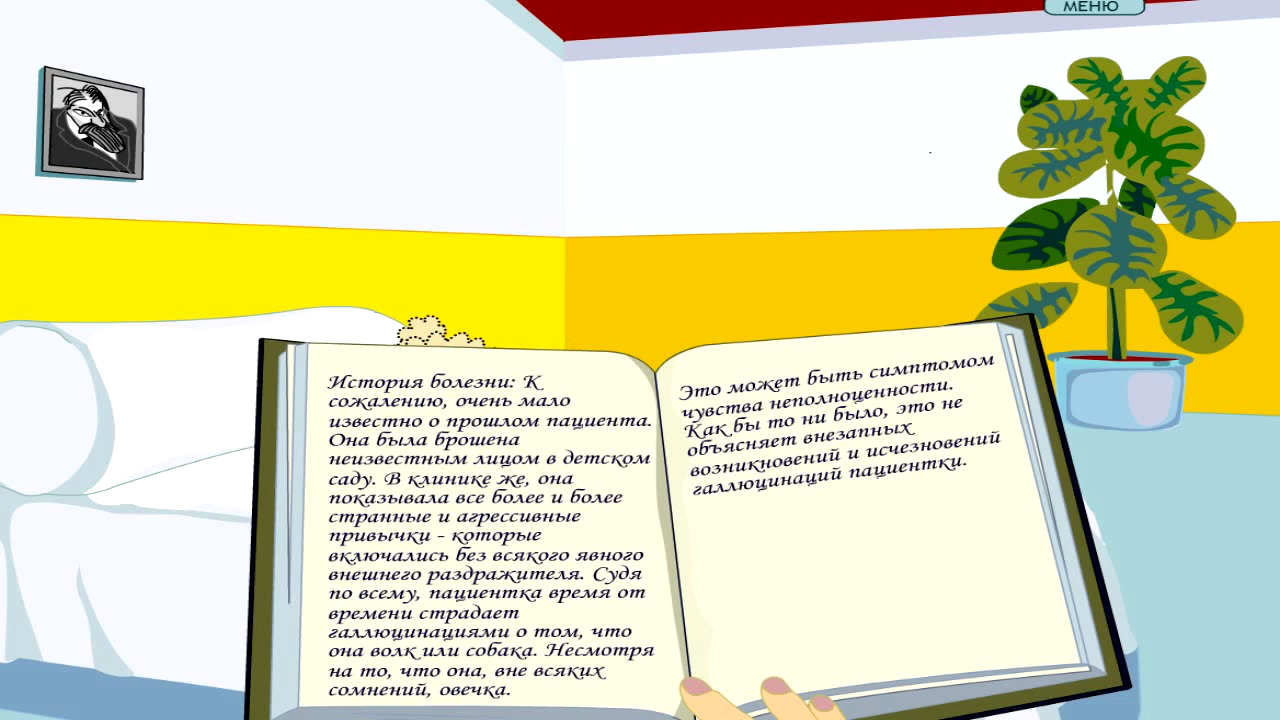 МЕНЮ
История болезни: К
сожалению, очень мало
известно о прошлом пациента.
Она была брошена
неизвестным лицом в детском
саду. В клинике же, она
показывала все более и более
странные и агрессивные
привычки - которые
включались без всякого явного
внешнего раздражителя. Судя
по всему, пациентка время от
времени страдает
галлюцинациями о том, что
она волк или собака. Несмотря
на то, что она, вне всяких
сомнений, овечка.
Это может быть симптомом
чувства неполноценности.
Как бы то ни было, это не
объясняет внезапных
возникновений и исчезновений
галлюцинаций пациентки.